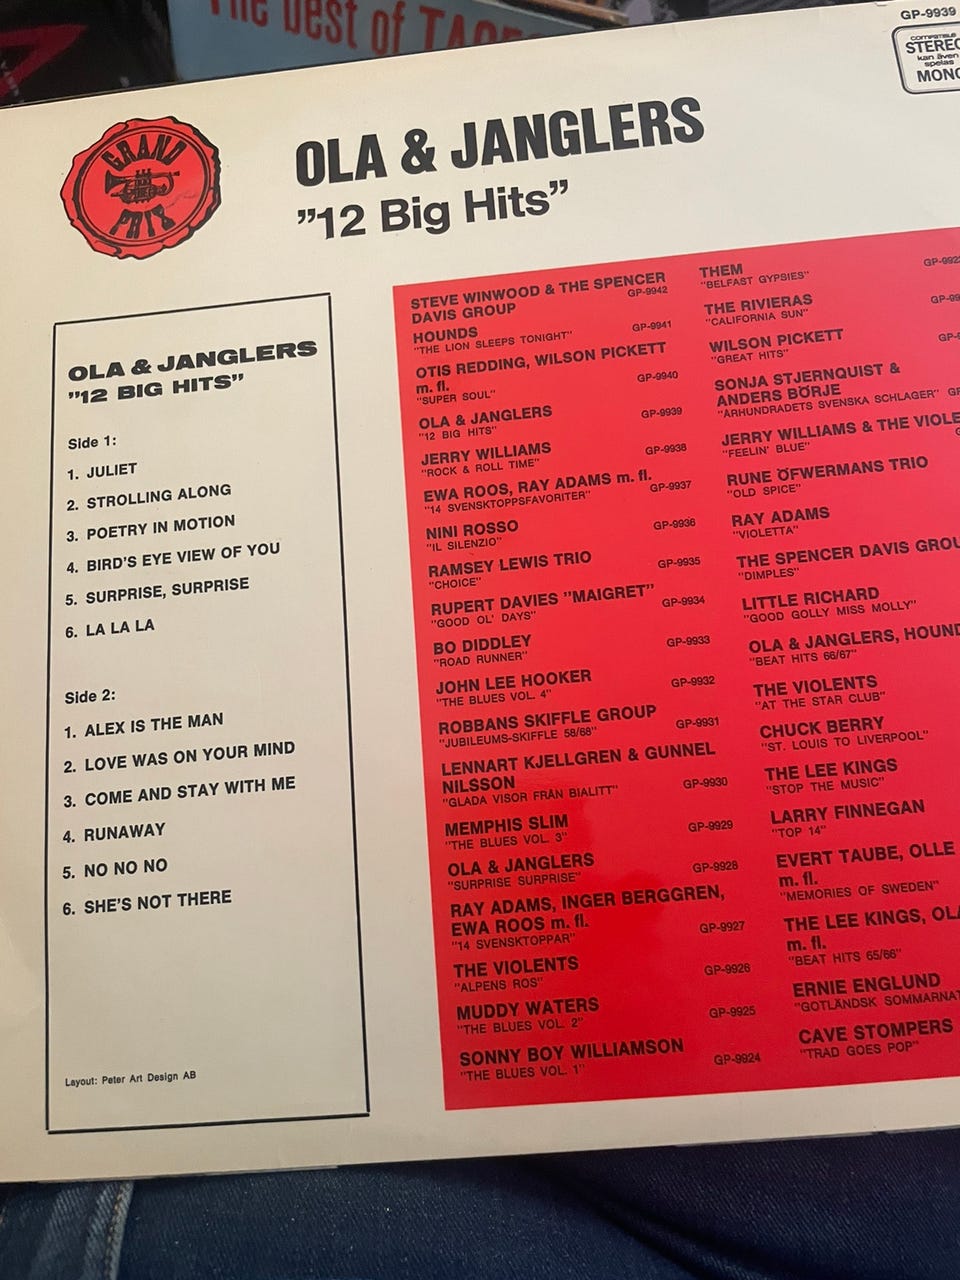 The best of
GP-9939
COMPATIBLE
STEREO
kan även
spelas
MONO
GRAND
PRIX
OLA & JANGLERS
"12 Big Hits"
OLA & JANGLERS
"12 BIG HITS"
Side 1:
1. JULIET
2. STROLLING ALONG
3. POETRY IN MOTION
4. BIRD'S EYE VIEW OF YOU
5. SURPRISE, SURPRISE
6. LA LA LA
Side 2:
1. ALEX IS THE MAN
2. LOVE WAS ON YOUR MIND
3. COME AND STAY WITH ME
4. RUNAWAY
5. NO NO NO
6. SHE'S NOT THERE
Layout: Peter Art Design AB
STEVE WINWOOD & THE SPENCER
DAVIS GROUP GP-9942
HOUNDS
"THE LION SLEEPS TONIGHT" GP-9941
OTIS REDDING, WILSON PICKETT
m. fl. GP-9940
"SUPER SOUL"
OLA & JANGLERS GP-9939
"12 BIG HITS"
JERRY WILLIAMS GP-9938
"ROCK & ROLL TIME"
EWA ROOS, RAY ADAMS m. fl.
"14 SVENSKTOPPSFAVORITER" GP-9937
NINI ROSSO GP-9936
"IL SILENZIO"
RAMSEY LEWIS TRIO GP-9935
"CHOICE"
RUPERT DAVIES "MAIGRET" GP-9934
"GOOD OL' DAYS"
BO DIDDLEY GP-9933
"ROAD RUNNER"
JOHN LEE HOOKER GP-9932
"THE BLUES VOL. 4"
ROBBANS SKIFFLE GROUP GP-9931
"JUBILEUMS-SKIFFLE 58/68"
LENNART KJELLGREN & GUNNEL
NILSSON GP-9930
"GLADA VISOR FRÅN BIALITT"
MEMPHIS SLIM GP-9929
"THE BLUES VOL. 3"
OLA & JANGLERS GP-9928
"SURPRISE SURPRISE"
RAY ADAMS, INGER BERGGREN,
EWA ROOS m. fl. GP-9927
"14 SVENSKTOPPAR"
THE VIOLENTS GP-9926
"ALPENS ROS"
MUDDY WATERS GP-9925
"THE BLUES VOL. 2"
SONNY BOY WILLIAMSON GP-9924
"THE BLUES VOL. 1"
THEM
"BELFAST GYPSIES"
THE RIVIERAS
"CALIFORNIA SUN"
WILSON PICKETT
"GREAT HITS"
SONJA STJERNQUIST &
ANDERS BÖRJE
"ÅRHUNDRADETS SVENSKA SCHLAGER"
JERRY WILLIAMS & THE
"FEELIN' BLUE"
RUNE ÖFWERMANS TRIO
"OLD SPICE"
RAY ADAMS
"VIOLETTA"
THE SPENCER DAVIS
"DIMPLES"
LITTLE RICHARD
"GOOD GOLLY MISS MOLLY"
OLA & JANGLERS,
"BEAT HITS 66/67"
THE VIOLENTS
"AT THE STAR CLUB"
CHUCK BERRY
"ST. LOUIS TO LIVERPOOL"
THE LEE KINGS
"STOP THE MUSIC"
LARRY FINNEGAN
"TOP 14"
EVERT TAUBE, OLLE
m. fl.
"MEMORIES OF SWEDEN"
THE LEE KINGS,
m. fl.
"BEAT HITS 65/66"
ERNIE ENGLUND
"GOTLÄNDSK
CAVE STOMPERS
"TRAD GOES POP"